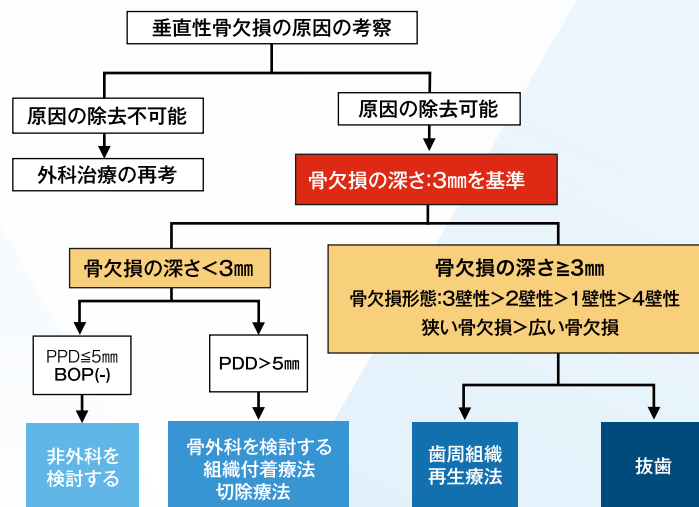 垂直性骨欠損の原因の考察
原因の除去不可能
原因の除去可能
外科治療の再考
骨欠損の深さ:3㎜を基準
骨欠損の深さ<3㎜
骨欠損の深さ≧3㎜
骨欠損形態:3壁性>2壁性>1壁性>4壁性
狭い骨欠損>広い骨欠損
PPD≦5㎜
BOP(-)
PDD>5㎜
非外科を
検討する
骨外科を検討する
組織付着療法
切除療法
歯周組織
再生療法
抜歯